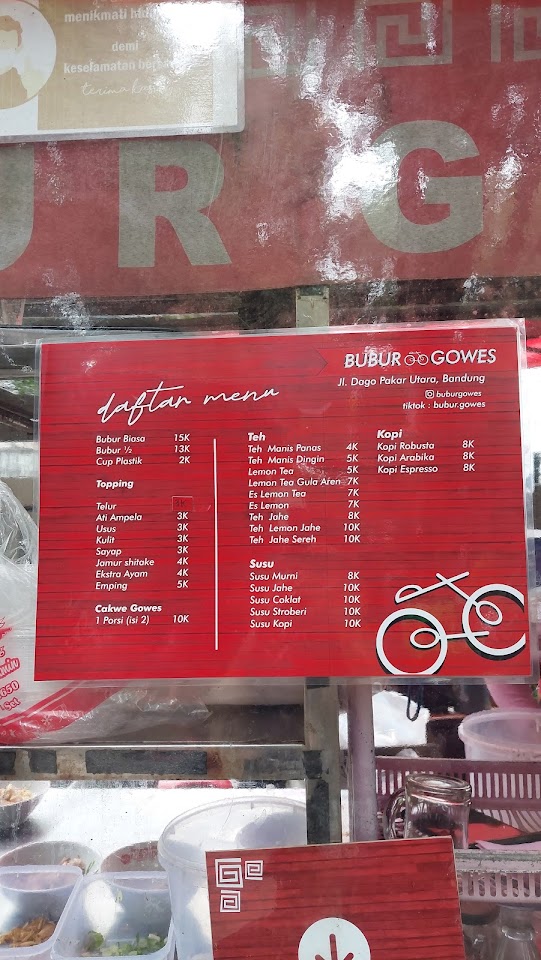 menikmati
demi
keselamatan
terima
UR G
BUBUR GOWES
Jl. Dago Pakar Utara, Bandung
buburgowes
tiktok : bubur.gowes
daftar menu
Bubur Biasa 15K
Bubur ½ 13K
Cup Plastik 2K
Topping
Telur
Ati Ampela 3K
Usus 3K
Kulit 3K
Sayap 3K
Jamur shitake 4K
Ekstra Ayam 4K
Emping 5K
Cakwe Gowes
1 Porsi (isi 2) 10K
Teh
Teh Manis Panas 4K
Teh Manis Dingin 5K
Lemon Tea 5K
Lemon Tea Gula Aren 7K
Es Lemon Tea 7K
Es Lemon 7K
Teh Jahe 8K
Teh Lemon Jahe 10K
Teh Jahe Sereh 10K
Susu
Susu Murni 8K
Susu Jahe 10K
Susu Coklat 10K
Susu Stroberi 10K
Susu Kopi 10K
Kopi
Kopi Robusta 8K
Kopi Arabika 8K
Kopi Espresso 8K